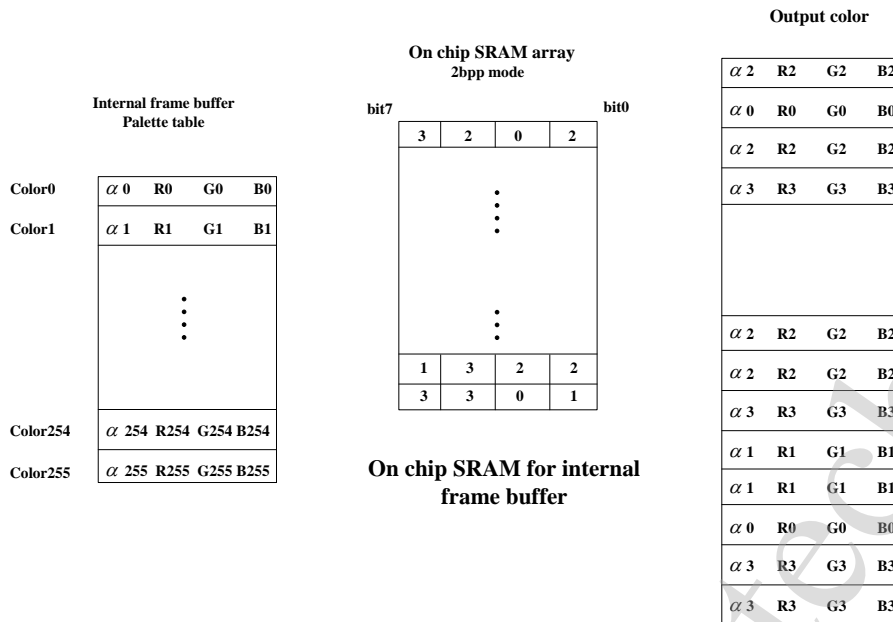 Output color
On chip SRAM array
2bpp mode
Internal frame buffer
Palette table
bit7 bit0
3 2 0 2
Color0 α 0 R0 G0 B0
Color1 α 1 R1 G1 B1
Color254 α 254 R254 G254 B254
Color255 α 255 R255 G255 B255
1 3 2 2
3 3 0 1
On chip SRAM for internal
frame buffer
α 2 R2 G2 B2
α 0 R0 G0 B0
α 2 R2 G2 B2
α 3 R3 G3 B3
α 2 R2 G2 B2
α 2 R2 G2 B2
α 3 R3 G3 B3
α 1 R1 G1 B1
α 1 R1 G1 B1
α 0 R0 G0 B0
α 3 R3 G3 B3
α 3 R3 G3 B3